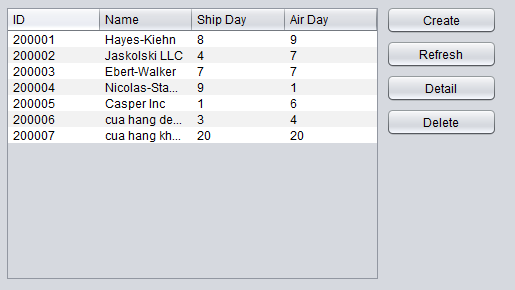 ID Name Ship Day Air Day
200001 Hayes-Kiehn 8 9
200002 Jaskolski LLC 4 7
200003 Ebert-Walker 7 7
200004 Nicolas-Sta... 9 1
200005 Casper Inc 1 6
200006 cua hang de... 3 4
200007 cua hang kh... 20 20
Create
Refresh
Detail
Delete